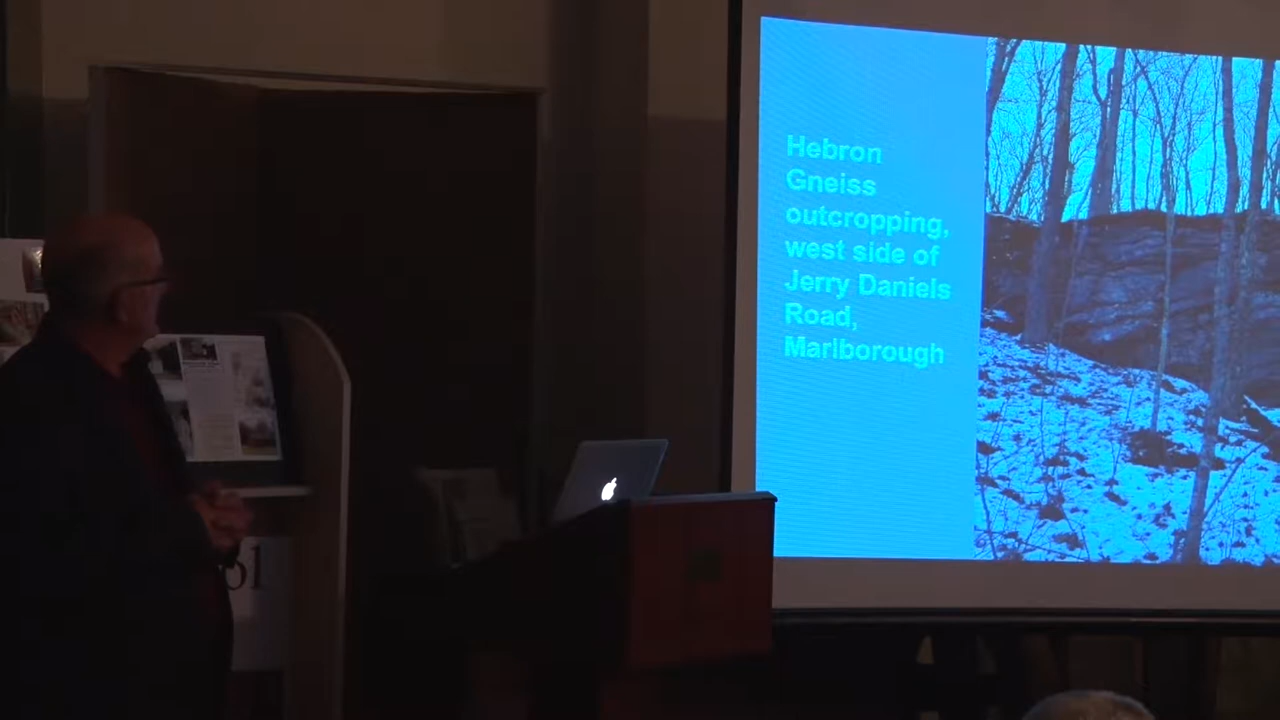 Hebron
Gneiss
outcropping,
west side of
Jerry Daniels
Road,
Marlborough